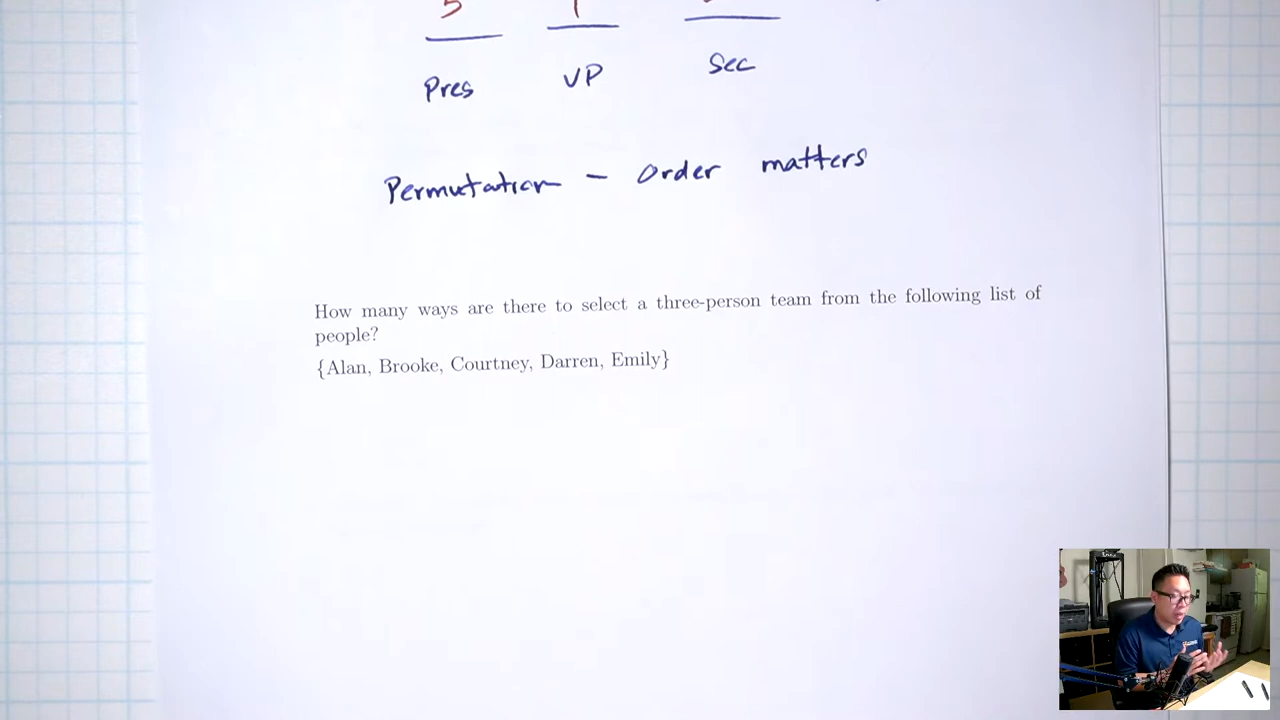 Pres VP Sec
Permutation - Order matters
How many ways are there to select a three-person team from the following list of
people?
{Alan, Brooke, Courtney, Darren, Emily}